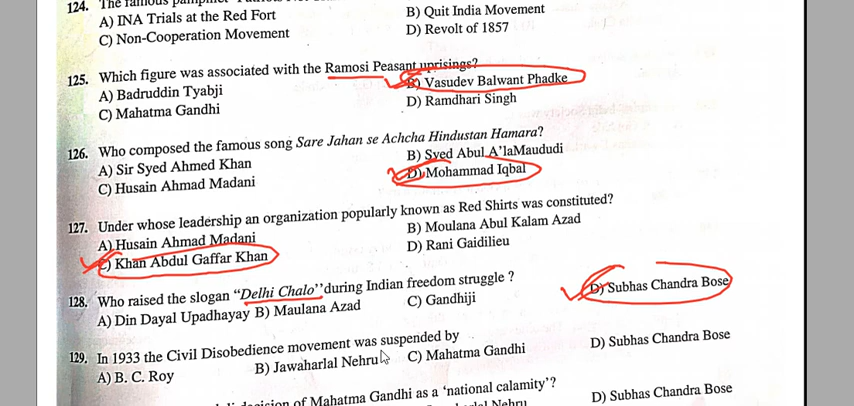 124. The famous
A) INA Trials at the Red Fort B) Quit India Movement
C) Non-Cooperation Movement D) Revolt of 1857
125. Which figure was associated with the Ramosi Peasant uprisings?
A) Badruddin Tyabji B) Vasudev Balwant Phadke
C) Mahatma Gandhi D) Ramdhari Singh
126. Who composed the famous song Sare Jahan se Achcha Hindustan Hamara?
A) Sir Syed Ahmed Khan B) Syed Abul A'laMaududi
C) Husain Ahmad Madani D) Mohammad Iqbal
127. Under whose leadership an organization popularly known as Red Shirts was constituted?
A) Husain Ahmad Madani B) Moulana Abul Kalam Azad
C) Khan Abdul Gaffar Khan D) Rani Gaidilieu
128. Who raised the slogan “Delhi Chalo’’during Indian freedom struggle ?
A) Din Dayal Upadhayay B) Maulana Azad C) Gandhiji D) Subhas Chandra Bose
129. In 1933 the Civil Disobedience movement was suspended by
A) B. C. Roy B) Jawaharlal Nehru C) Mahatma Gandhi D) Subhas Chandra Bose
of Mahatma Gandhi as a ‘national calamity’?
Nehru D) Subhas Chandra Bose